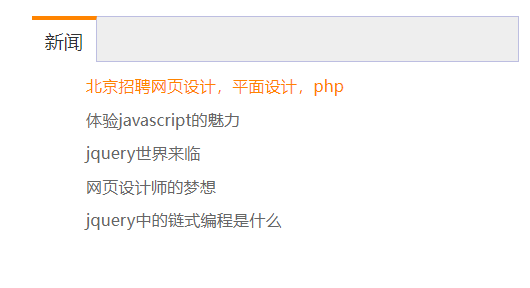 新闻
北京招聘网页设计，平面设计，php
体验javascript的魅力
jquery世界来临
网页设计师的梦想
jquery中的链式编程是什么